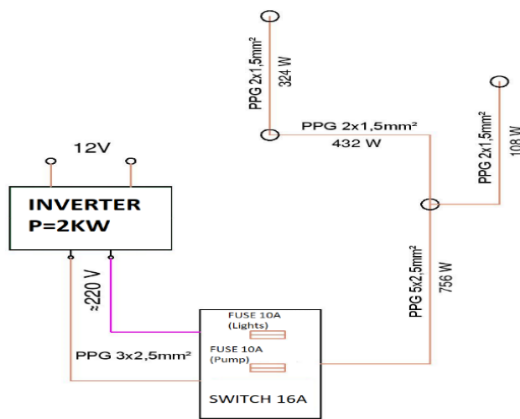 PPG 2x1,5mm²
324 W
PPG 2x1,5mm²
432 W
PPG 2x1,5mm²
108 W
12V
INVERTER
P=2KW
≈220 V
PPG 5x2,5mm²
756 W
FUSE 10A
(Lights)
FUSE 10A
(Pump)
PPG 3x2,5mm²
SWITCH 16A